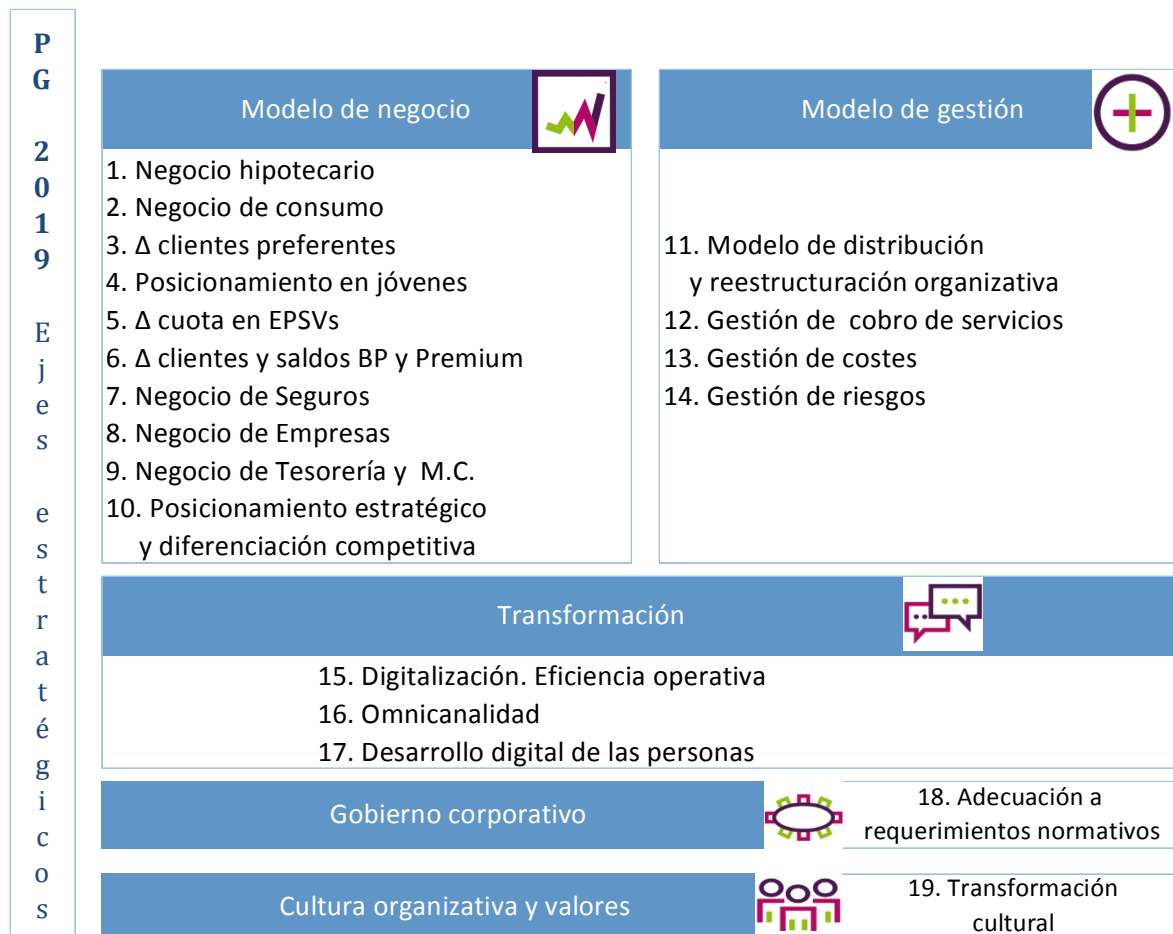 PG 2019 Ejes estratégicos
Modelo de negocio
1. Negocio hipotecario
2. Negocio de consumo
3. Δ clientes preferentes
4. Posicionamiento en jóvenes
5. Δ cuota en EPSVs
6. Δ clientes y saldos BP y Premium
7. Negocio de Seguros
8. Negocio de Empresas
9. Negocio de Tesorería y M.C.
10. Posicionamiento estratégico
y diferenciación competitiva
Modelo de gestión
11. Modelo de distribución
y reestructuración organizativa
12. Gestión de cobro de servicios
13. Gestión de costes
14. Gestión de riesgos
Transformación
15. Digitalización. Eficiencia operativa
16. Omnicanalidad
17. Desarrollo digital de las personas
Gobierno corporativo
18. Adecuación a
requerimientos normativos
Cultura organizativa y valores
19. Transformación
cultural